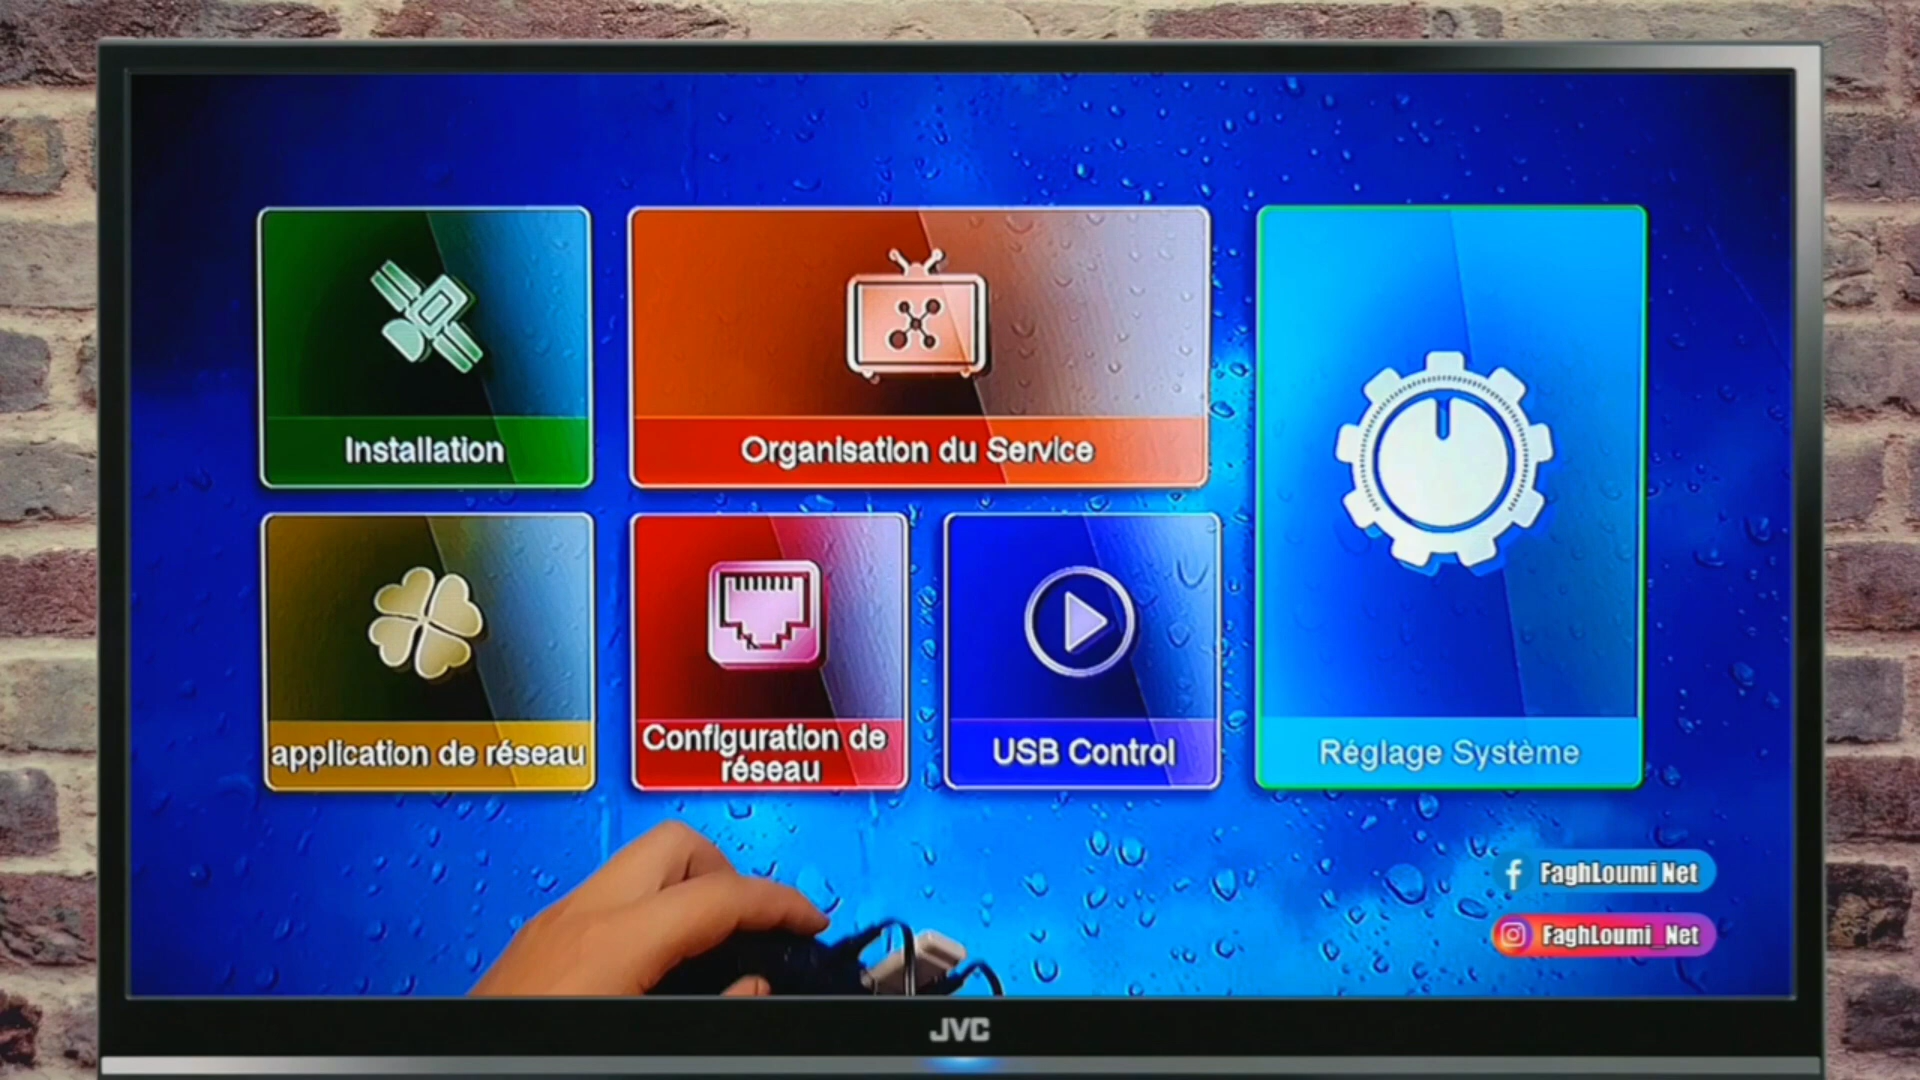 Installation
Organisation du Service
application de réseau
Configuration de
réseau
USB Control
Réglage Système
f FaghLoumi Net
FaghLoumi_Net
JVC